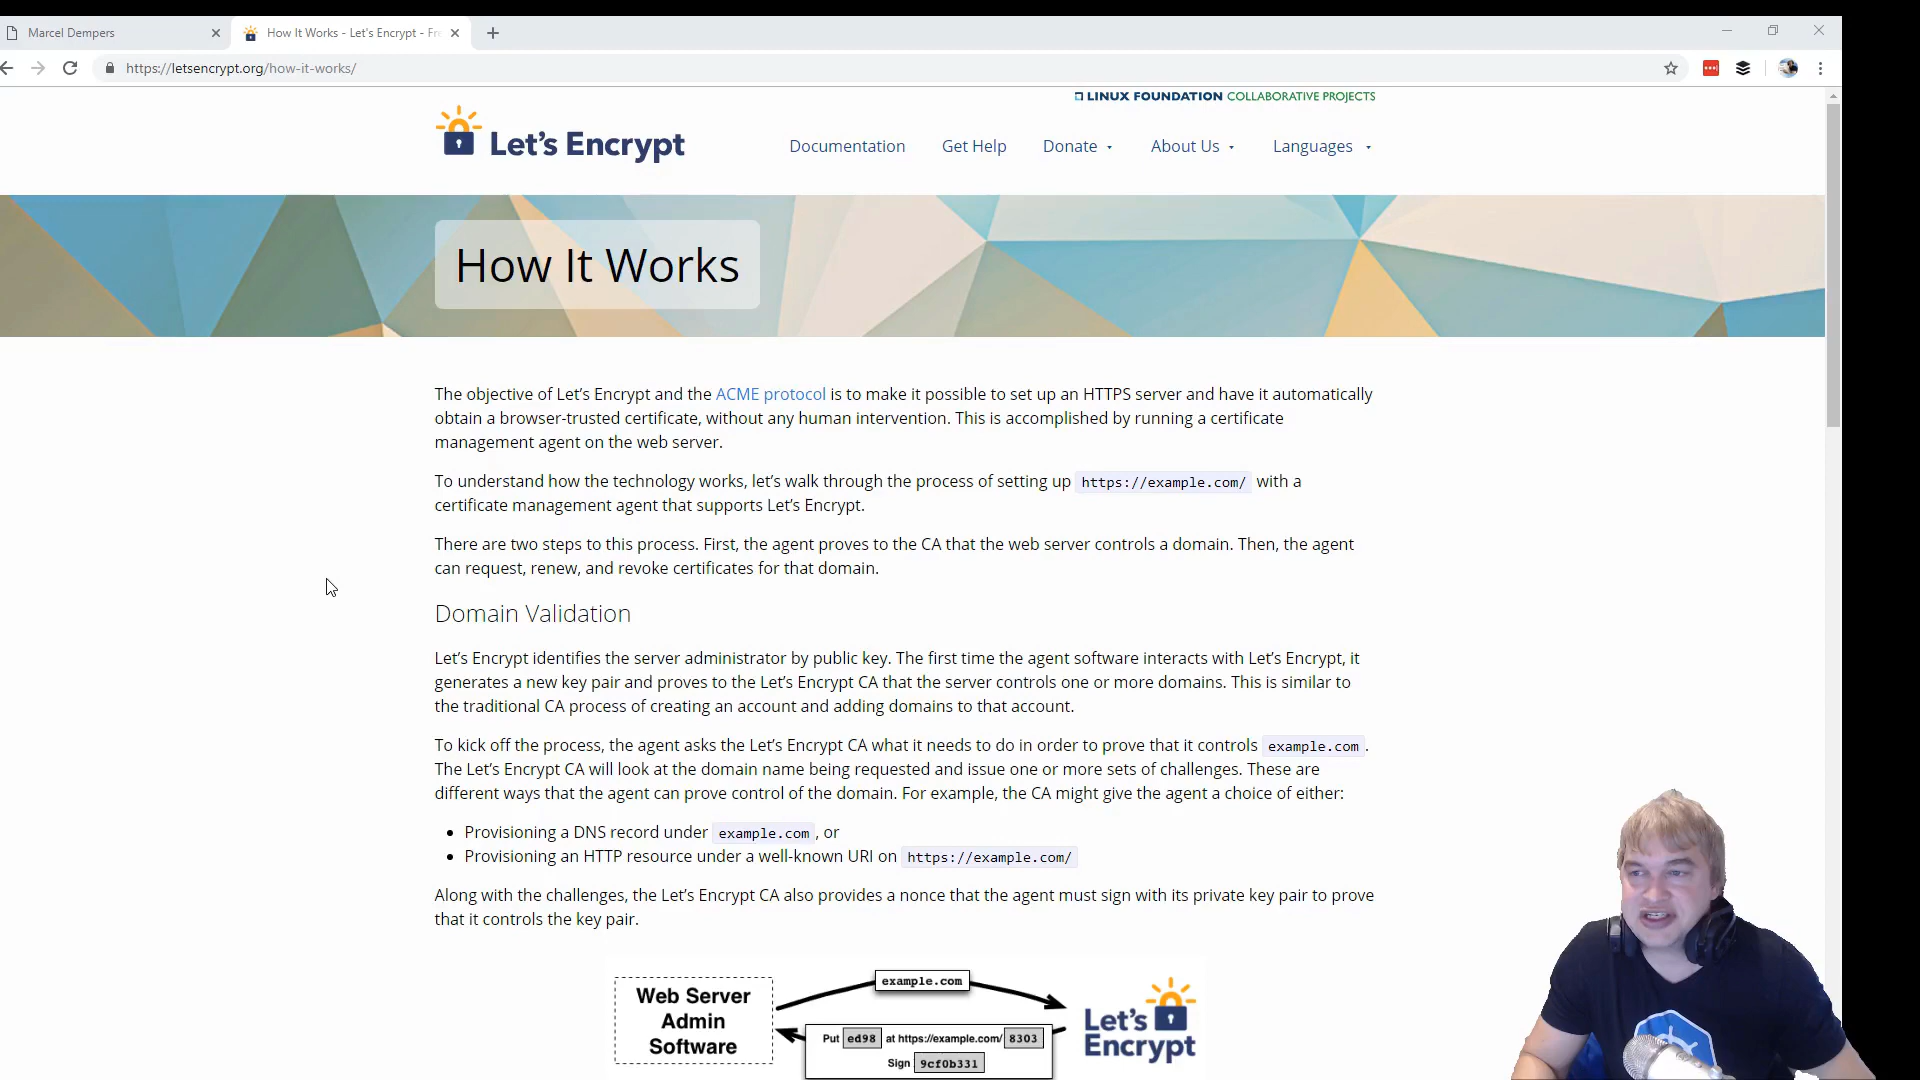 Marcel Dempers
How It Works - Let's Encrypt - Fre
https://letsencrypt.org/how-it-works/
LINUX FOUNDATION COLLABORATIVE PROJECTS
Let's Encrypt
Documentation
Get Help
Donate
About Us
Languages
How It Works
The objective of Let’s Encrypt and the ACME protocol is to make it possible to set up an HTTPS server and have it automatically
obtain a browser-trusted certificate, without any human intervention. This is accomplished by running a certificate
management agent on the web server.
To understand how the technology works, let’s walk through the process of setting up https://example.com/ with a
certificate management agent that supports Let’s Encrypt.
There are two steps to this process. First, the agent proves to the CA that the web server controls a domain. Then, the agent
can request, renew, and revoke certificates for that domain.
Domain Validation
Let’s Encrypt identifies the server administrator by public key. The first time the agent software interacts with Let’s Encrypt, it
generates a new key pair and proves to the Let’s Encrypt CA that the server controls one or more domains. This is similar to
the traditional CA process of creating an account and adding domains to that account.
To kick off the process, the agent asks the Let’s Encrypt CA what it needs to do in order to prove that it controls example.com.
The Let’s Encrypt CA will look at the domain name being requested and issue one or more sets of challenges. These are
different ways that the agent can prove control of the domain. For example, the CA might give the agent a choice of either:
• Provisioning a DNS record under example.com, or
• Provisioning an HTTP resource under a well-known URI on https://example.com/
Along with the challenges, the Let’s Encrypt CA also provides a nonce that the agent must sign with its private key pair to prove
that it controls the key pair.
example.com
Web Server
Admin
Software
Put ed98 at https://example.com/ 8303
Sign 9cf0b331
Let's
Encrypt